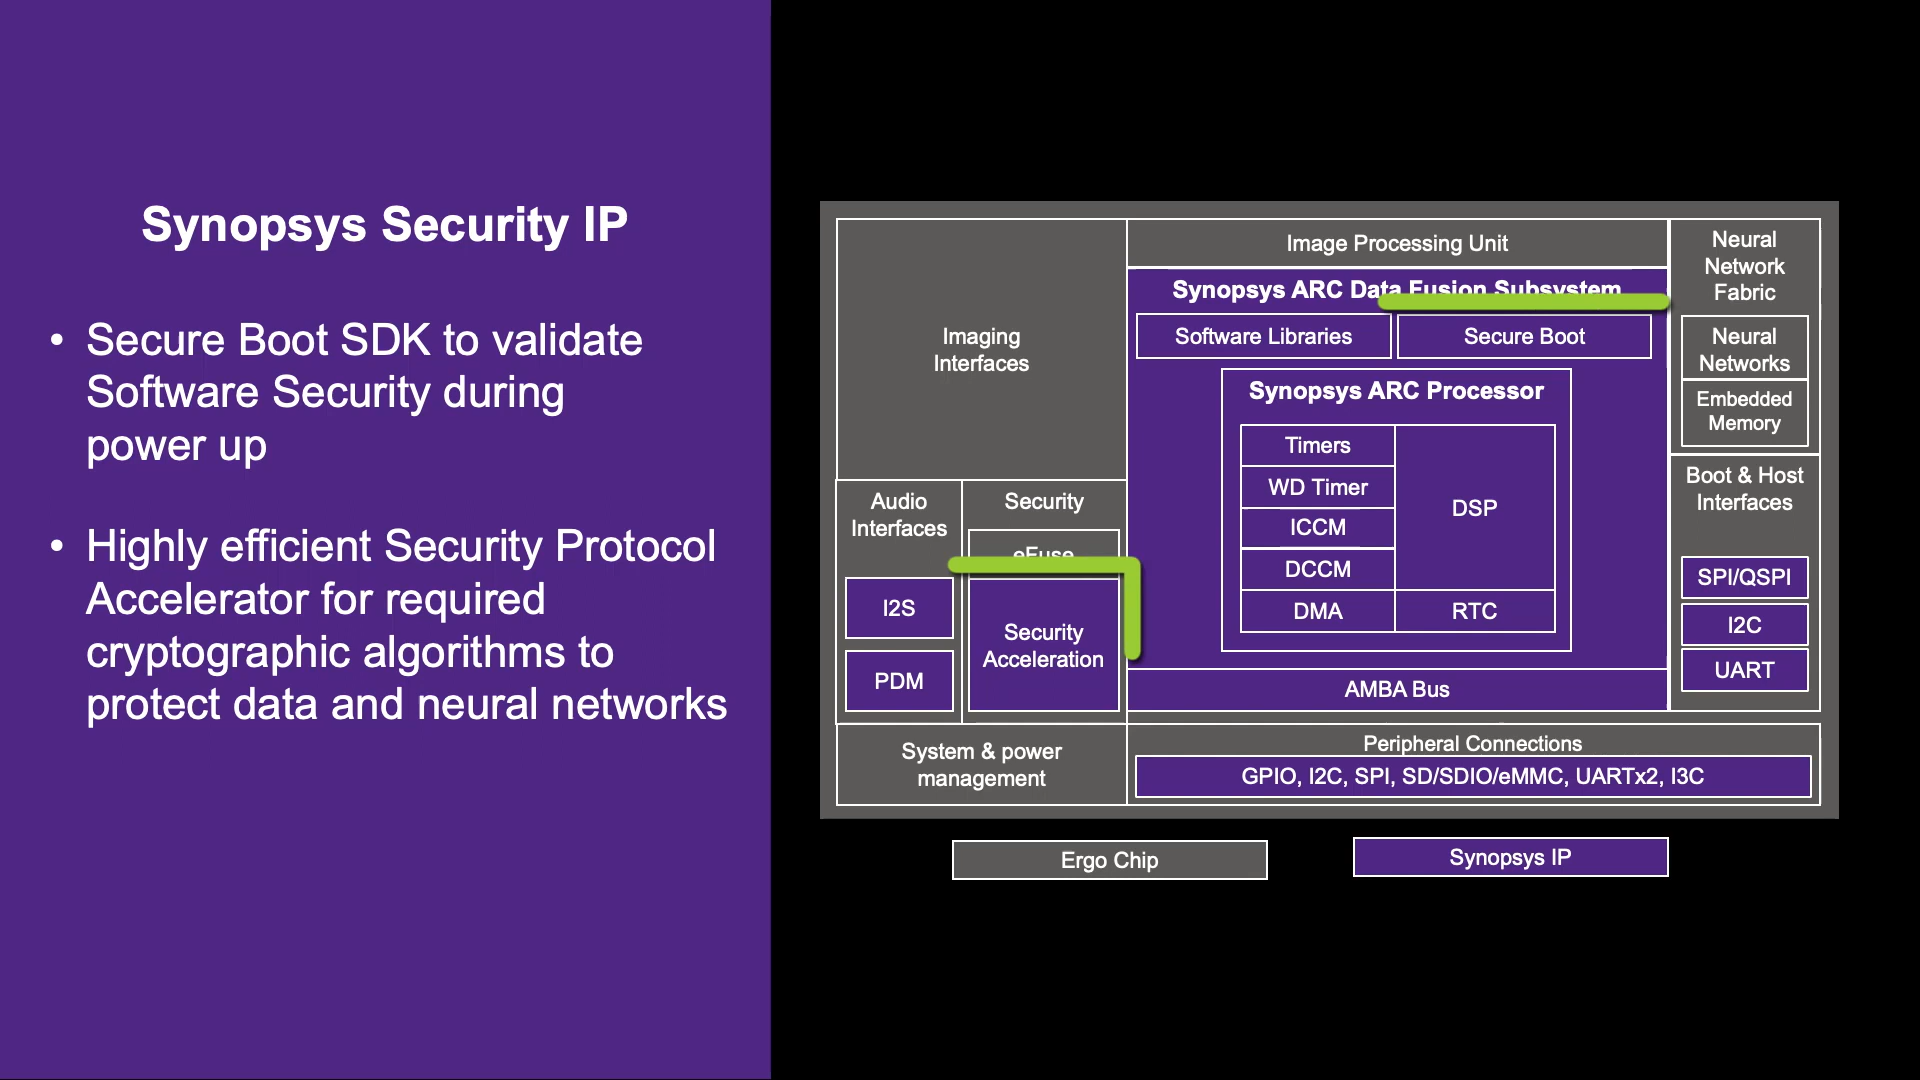 Synopsys Security IP
• Secure Boot SDK to validate
Software Security during
power up
• Highly efficient Security Protocol
Accelerator for required
cryptographic algorithms to
protect data and neural networks
Imaging
Interfaces
Image Processing Unit
Synopsys ARC Data Fusion Subsystem
Software Libraries
Secure Boot
Synopsys ARC Processor
Timers
WD Timer
ICCM
DCCM
DMA
DSP
RTC
AMBA Bus
Neural
Network
Fabric
Neural
Networks
Embedded
Memory
Boot & Host
Interfaces
SPI/QSPI
I2C
UART
Audio
Interfaces
I2S
PDM
Security
eFuse
Security
Acceleration
System & power
management
Peripheral Connections
GPIO, I2C, SPI, SD/SDIO/eMMC, UARTx2, I3C
Ergo Chip
Synopsys IP